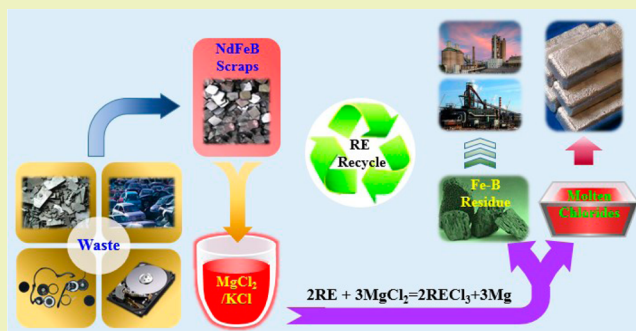 NdFeB
Scraps
RE
Recycle
Waste
Fe-B
Residue
Molten
Chlorides
MgCl₂
/KCl
2RE + 3MgCl₂=2RECl₃+3Mg